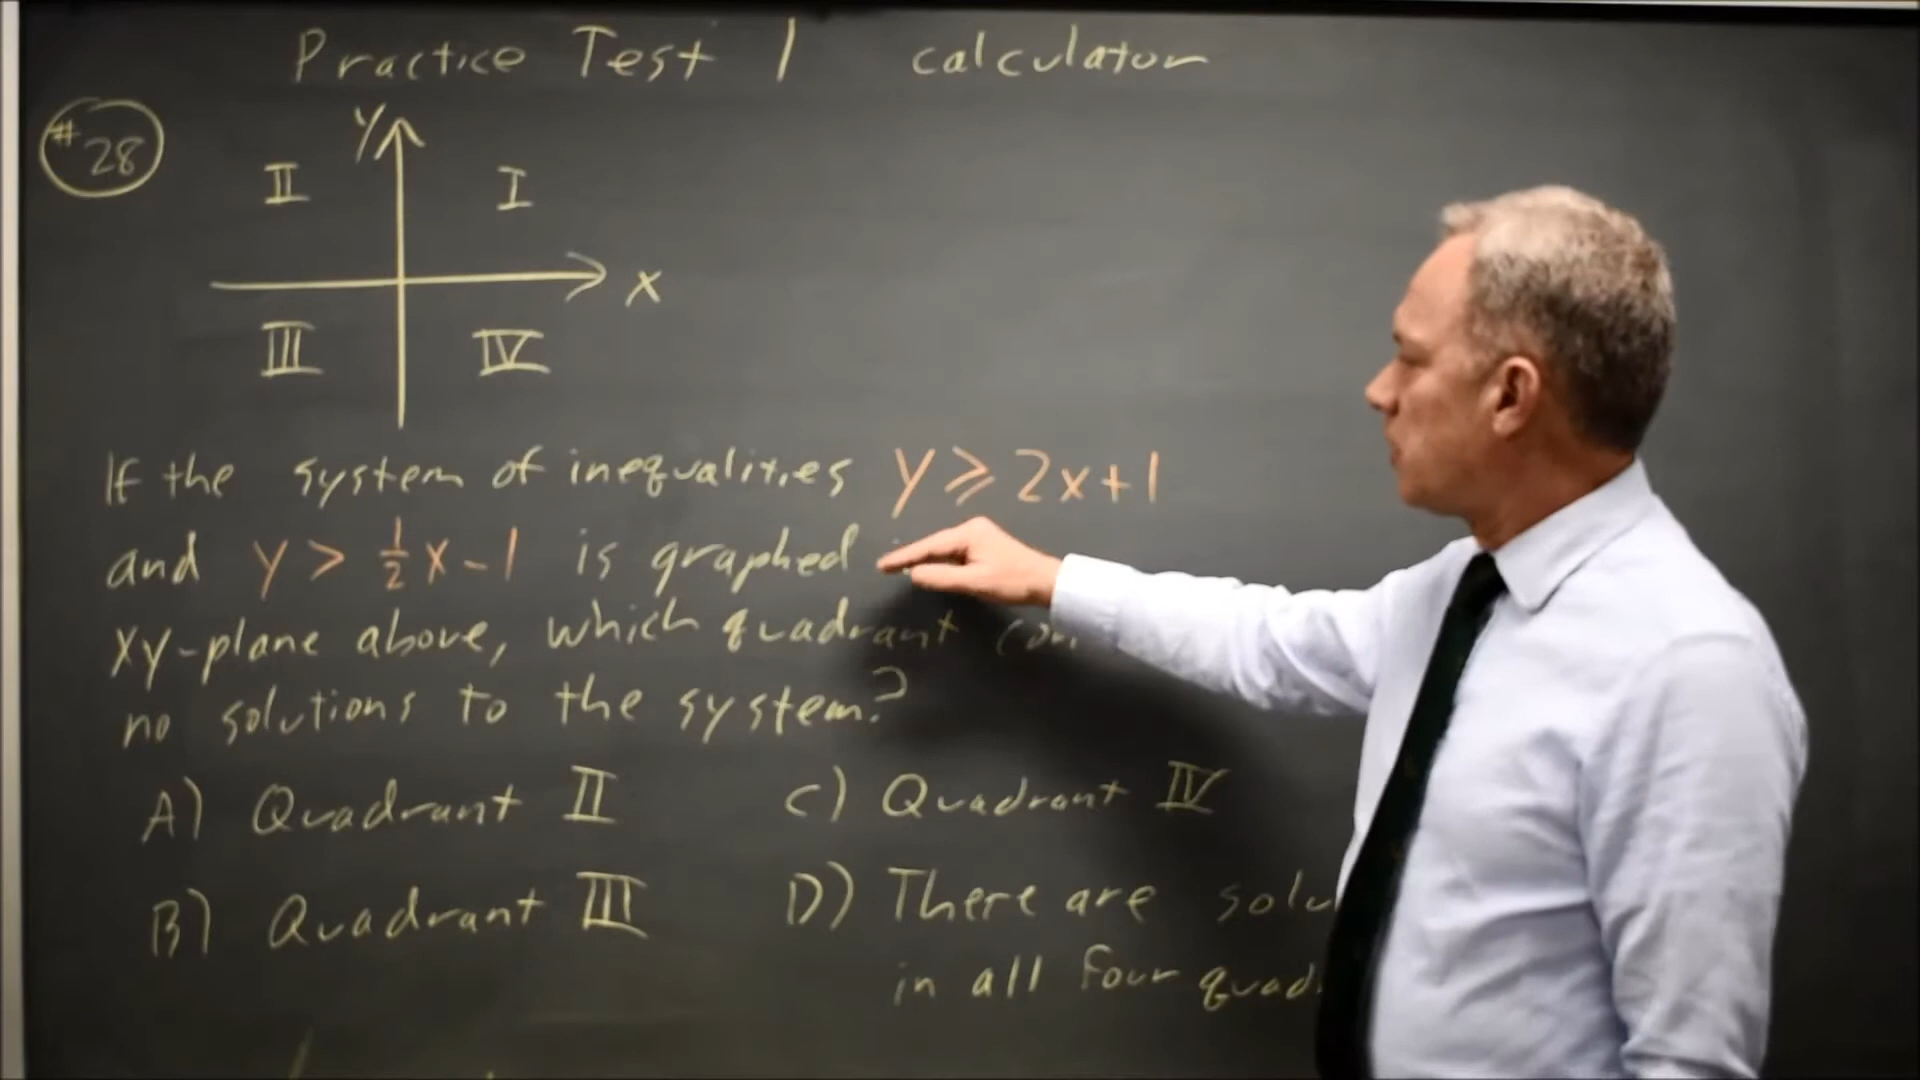 Practice Test 1 calculator
#28
y
II I
x
III IV
If the system of inequalities y ≥ 2x+1
and y > 1/2 x - 1 is graphed
xy-plane above, which quadrant
no solutions to the system?
A) Quadrant II C) Quadrant IV
B) Quadrant III D) There are
in all four